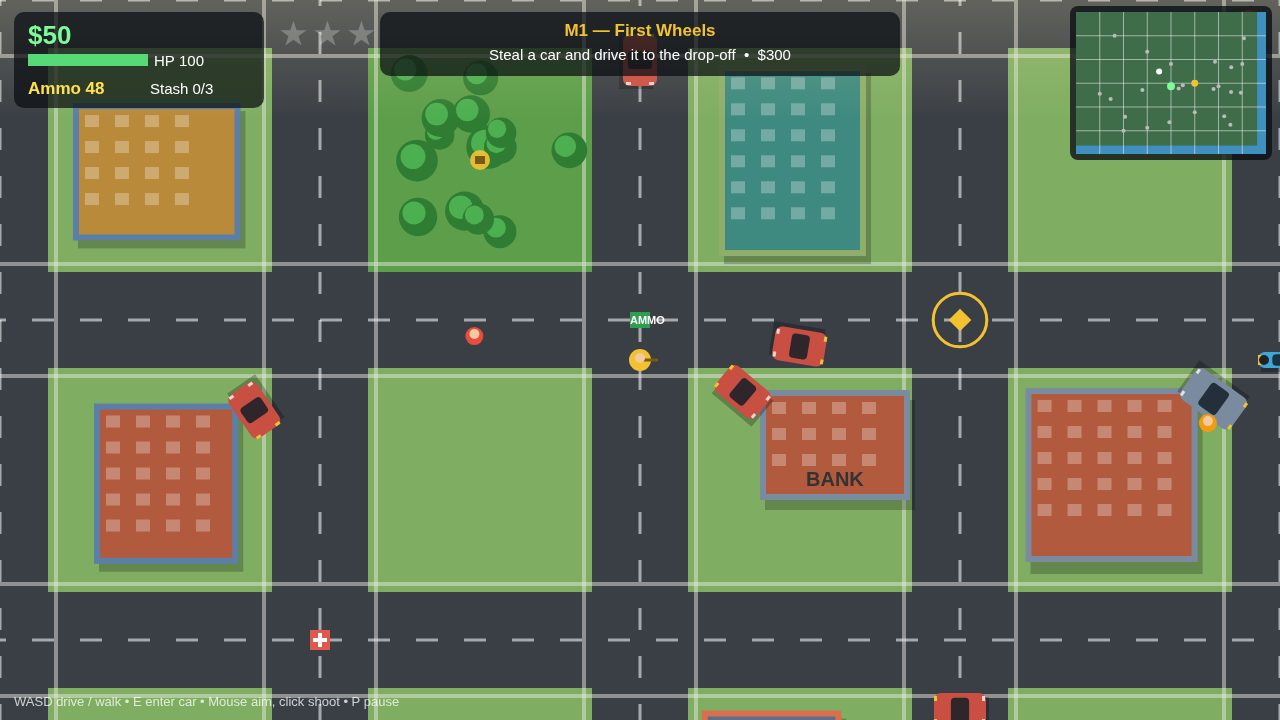 $50
HP 100
Ammo 48
Stash 0/3
M1 — First Wheels
Steal a car and drive it to the drop-off • $300
AMMO
BANK
WASD drive / walk • E enter car • Mouse aim, click shoot • P pause